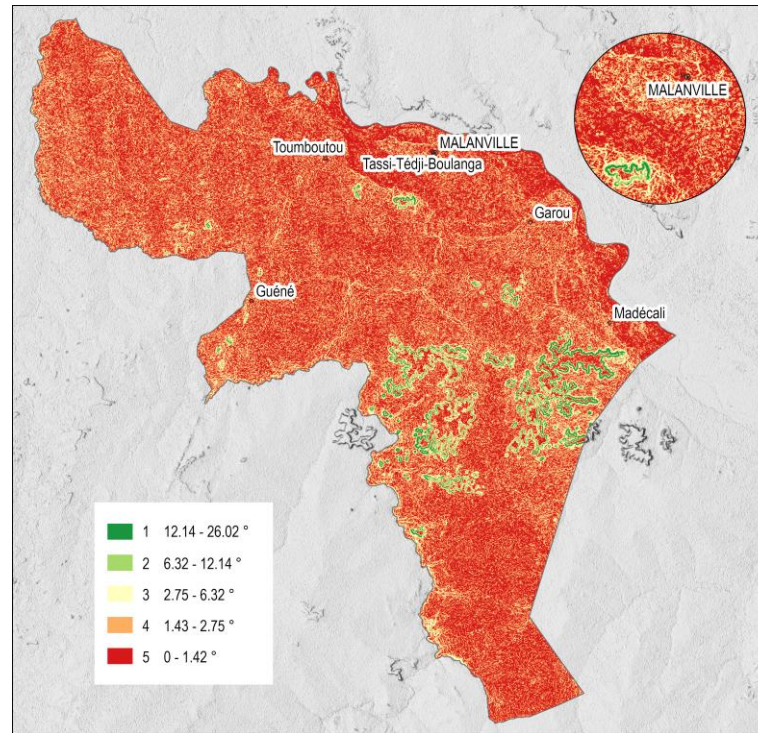 MALANVILLE
Toumboutou
MALANVILLE
Tassi-Tédji-Boulanga
Garou
Guéné
Madécali
1 12.14 - 26.02 °
2 6.32 - 12.14 °
3 2.75 - 6.32 °
4 1.43 - 2.75 °
5 0 - 1.42 °